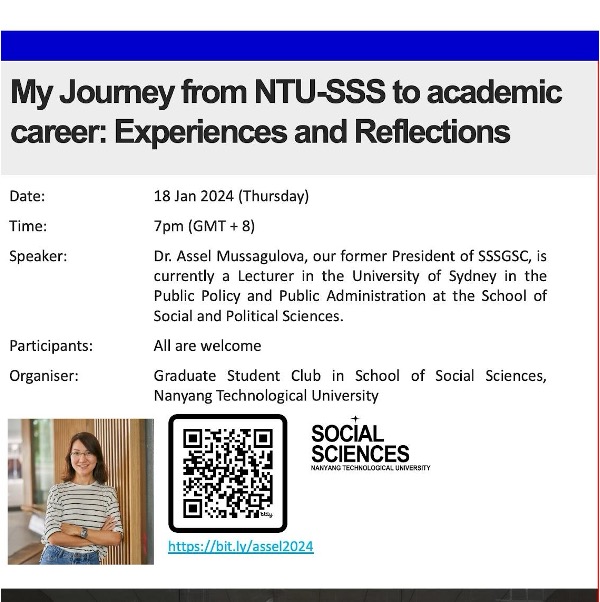 My Journey from NTU-SSS to academic
career: Experiences and Reflections
Date: 18 Jan 2024 (Thursday)
Time: 7pm (GMT + 8)
Speaker: Dr. Assel Mussagulova, our former President of SSSGSC, is
currently a Lecturer in the University of Sydney in the
Public Policy and Public Administration at the School of
Social and Political Sciences.
Participants: All are welcome
Organiser: Graduate Student Club in School of Social Sciences,
Nanyang Technological University
SOCIAL
SCIENCES
NANYANG TECHNOLOGICAL UNIVERSITY
bitly
https://bit.ly/assel2024